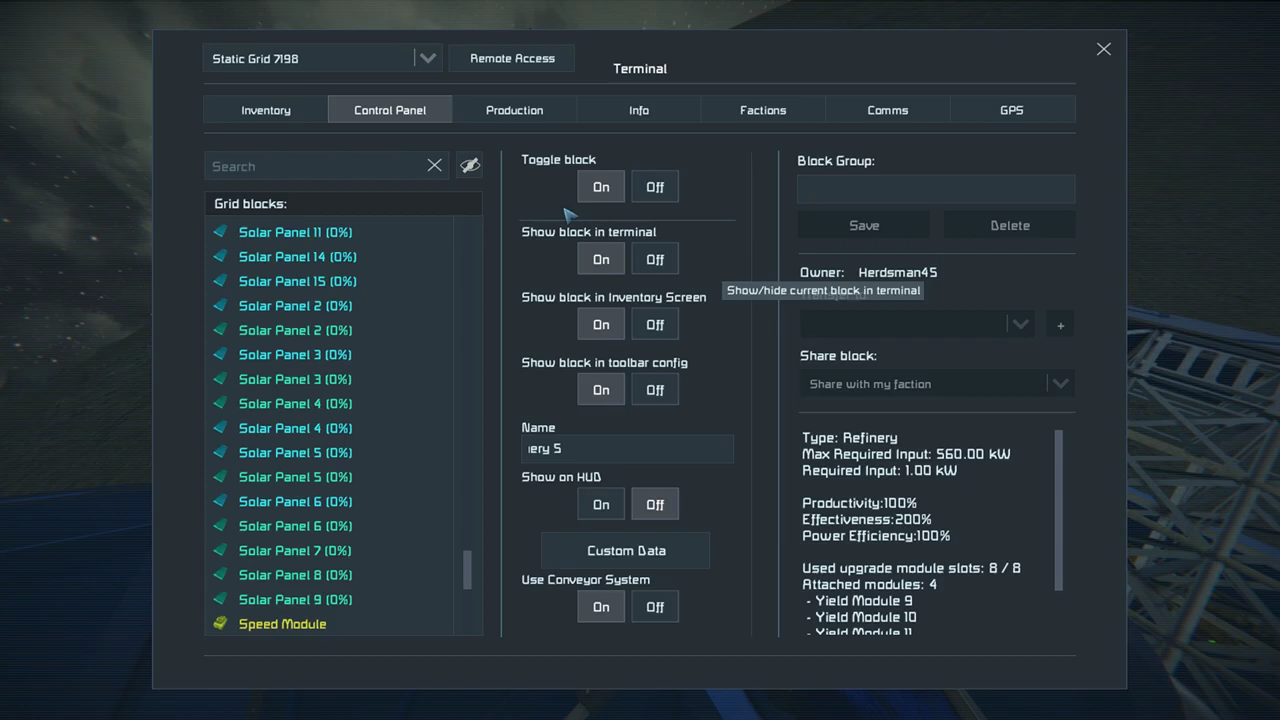 Static Grid 7198
Remote Access
Terminal
Inventory
Control Panel
Production
Info
Factions
Comms
GPS
Search
Grid blocks:
Solar Panel 11 (0%)
Solar Panel 14 (0%)
Solar Panel 15 (0%)
Solar Panel 2 (0%)
Solar Panel 2 (0%)
Solar Panel 3 (0%)
Solar Panel 3 (0%)
Solar Panel 4 (0%)
Solar Panel 4 (0%)
Solar Panel 5 (0%)
Solar Panel 5 (0%)
Solar Panel 6 (0%)
Solar Panel 6 (0%)
Solar Panel 7 (0%)
Solar Panel 8 (0%)
Solar Panel 9 (0%)
Speed Module
Toggle block
On Off
Show block in terminal
On Off
Show block in Inventory Screen
On Off
Show block in toolbar config
On Off
Name
ery 5
Show on HUD
On Off
Custom Data
Use Conveyor System
On Off
Block Group:
Save Delete
Owner: Herdsman45
Show/hide current block in terminal
+
Share block:
Share with my faction
Type: Refinery
Max Required Input: 560.00 kW
Required Input: 1.00 kW
Productivity:100%
Effectiveness:200%
Power Efficiency:100%
Used upgrade module slots: 8 / 8
Attached modules: 4
- Yield Module 9
- Yield Module 10
- Yield Module 11